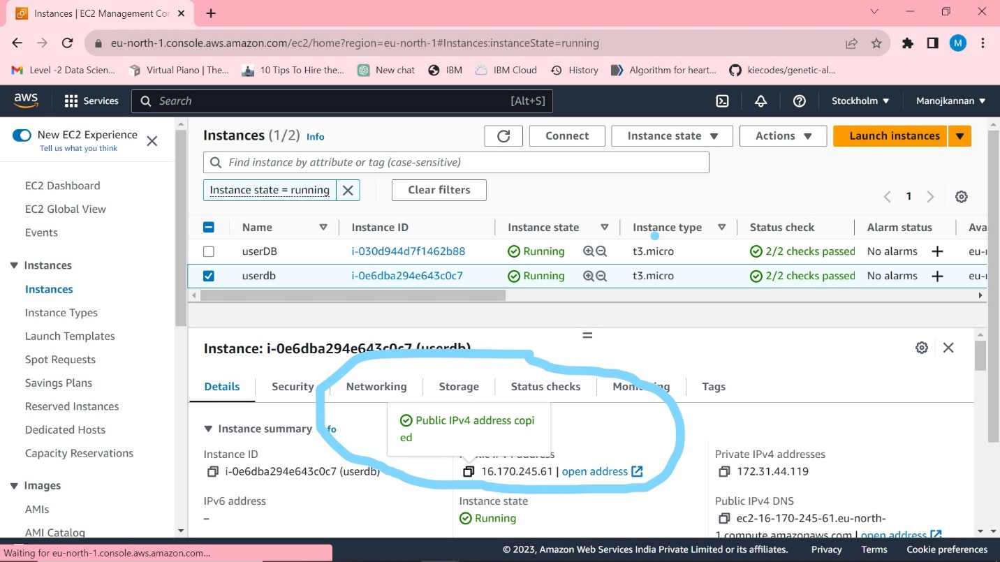 Instances | EC2 Management Con
eu-north-1.console.aws.amazon.com/ec2/home?region=eu-north-1#Instances:instanceState=running
M
Level -2 Data Scien...
Virtual Piano | The...
10 Tips To Hire the...
New chat
IBM
IBM Cloud
History
Algorithm for heart...
kiecodes/genetic-al...
aws
Services
Search
[Alt+S]
Stockholm
Manojkannan
New EC2 Experience
Tell us what you think
EC2 Dashboard
EC2 Global View
Events
Instances
Instances
Instance Types
Launch Templates
Spot Requests
Savings Plans
Reserved Instances
Dedicated Hosts
Capacity Reservations
Images
AMIs
AMI Catalog
Instances (1/2) Info
Connect
Instance state
Actions
Launch instances
Find instance by attribute or tag (case-sensitive)
Instance state = running
Clear filters
1
Name Instance ID Instance state Instance type Status check Alarm status Ava
userDB i-030d944d7f1462b88 Running t3.micro 2/2 checks passed No alarms eu-
userdb i-0e6dba294e643c0c7 Running t3.micro 2/2 checks passed No alarms eu-
Instance: i-0e6dba294e643c0c7 (userdb)
Details Security Networking Storage Status checks Monitoring Tags
Public IPv4 address copi
ed
Instance summary
Instance ID
i-0e6dba294e643c0c7 (userdb)
address
16.170.245.61 | open address
Private IPv4 addresses
172.31.44.119
IPv6 address
–
Instance state
Running
Public IPv4 DNS
ec2-16-170-245-61.eu-north-
1.compute.amazonaws.com | open address
Waiting for eu-north-1.console.aws.amazon.com...
© 2023, Amazon Web Services India Private Limited or its affiliates.
Privacy
Terms
Cookie preferences